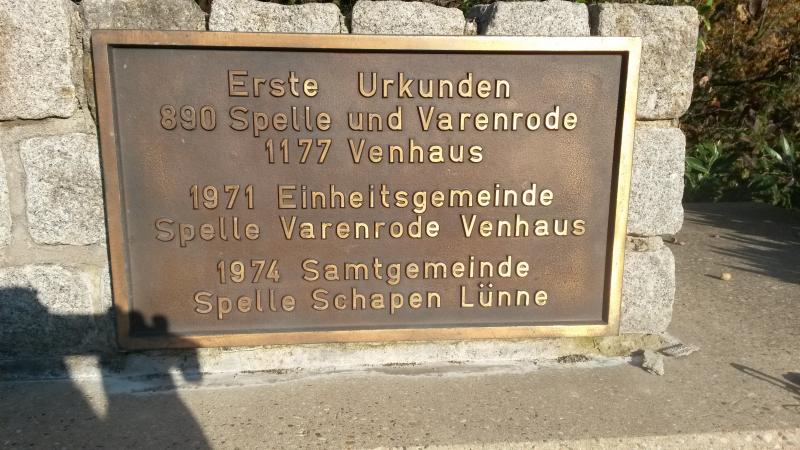 Erste Urkunden
890 Spelle und Varenrode
1177 Venhaus
1971 Einheitsgemeinde
Spelle Varenrode Venhaus
1974 Samtgemeinde
Spelle Schapen Lünne